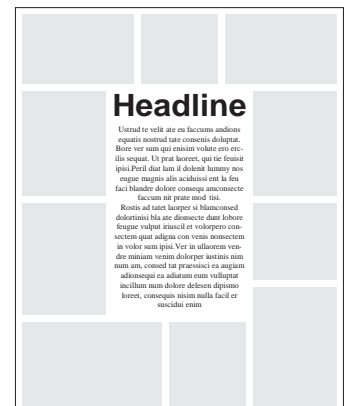 Headline
Ustrud te velit ate eu faccums andions
equatis nostrud tate consenis doluptat.
Bore ver sum qui enisim volute ero erc-
ilis sequat. Ut prat laoreet, qui tie feuisit
ipisi.Peril diat lam il dolenit lummy nos
eugue magnis alis aciduissi ent la feu
faci blandre dolore consequ amconsecte
faccum nit prate mod tisi.
Rostis ad tatet laorper si blamconsed
dolortinisi bla ate dionsecte dunt lobore
feugue vulput iriuscil et volorpero con-
sectem quat adigna con venis nonsectem
in volor sum ipisi.Ver in ullaorem ven-
dre miniam venim dolorper iustinis nim
num am, consed tat praessisci ea augiam
adionsequi ea adiatum eum vulluptat
incillum num dolore delesen dipismo
loreet, consequis nisim nulla facil er
suscidui enim